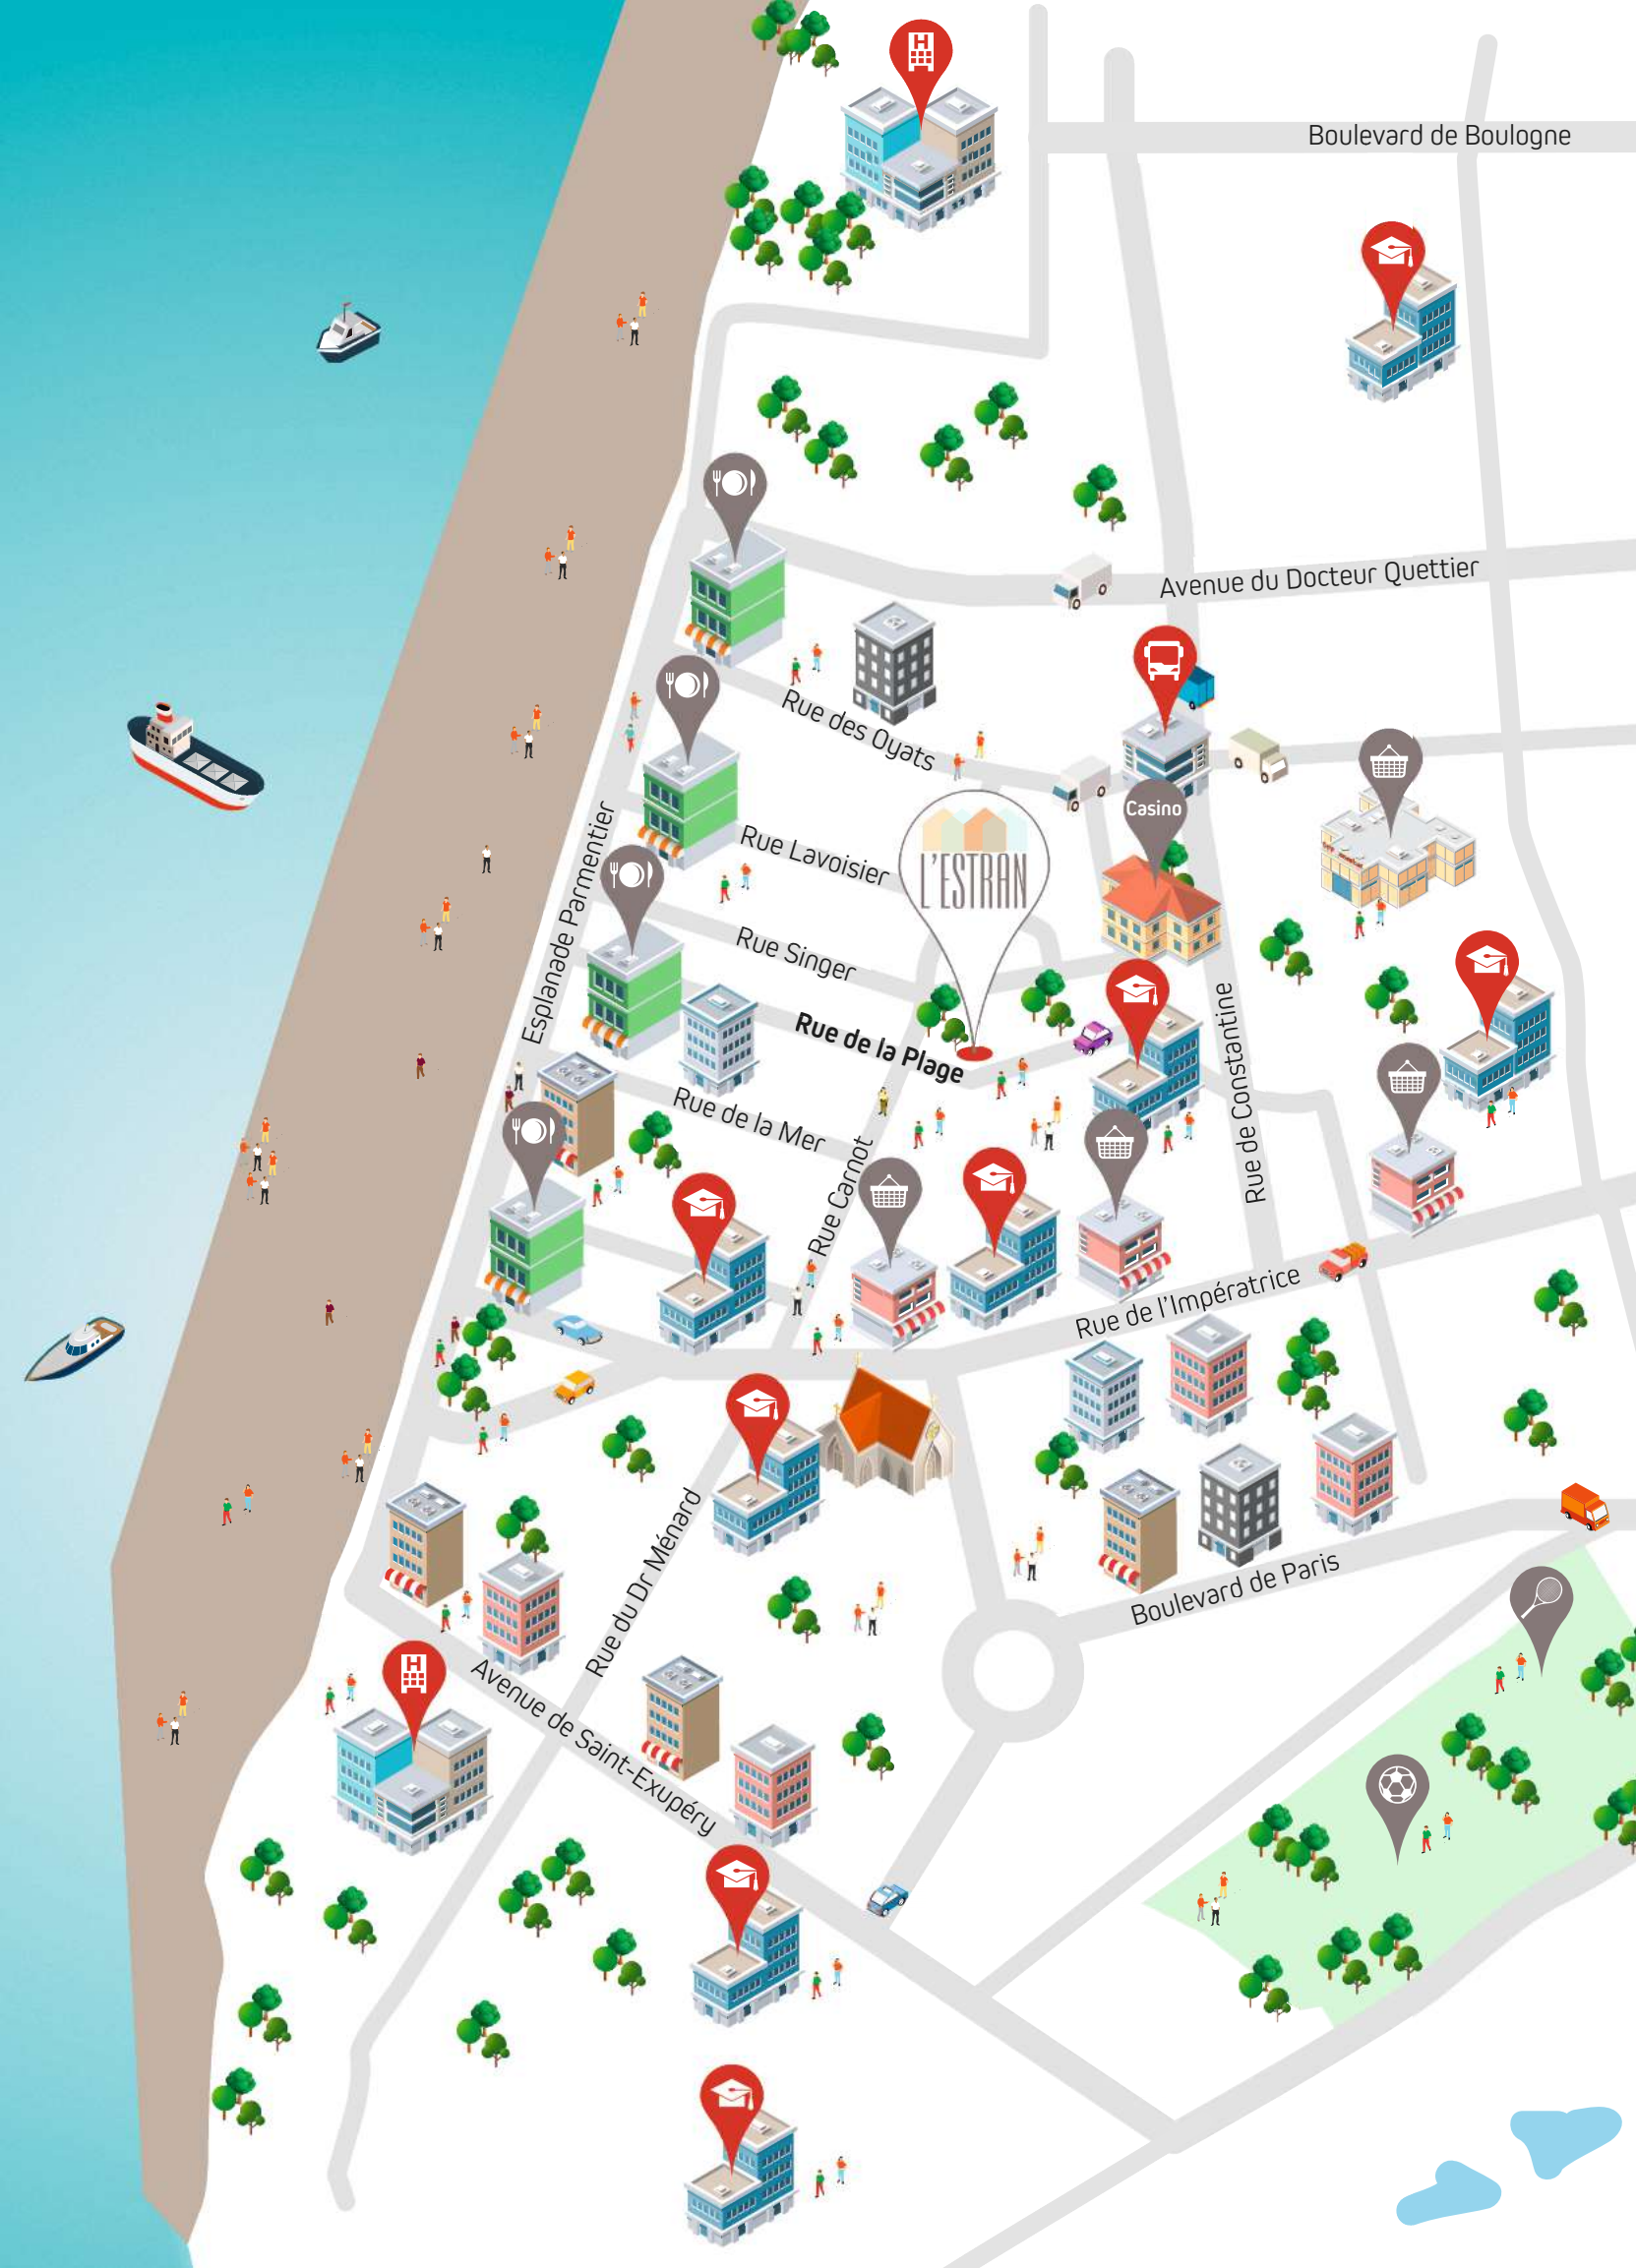 H
Boulevard de Boulogne
Avenue du Docteur Quettier
Rue des Oyats
Casino
Esplanade Parmentier
Rue Lavoisier
L'ESTRAN
Rue Singer
Rue de la Plage
Rue de Constantine
Rue de la Mer
Rue Carnot
Rue de l'Impératrice
Rue du Dr Ménard
Boulevard de Paris
H
Avenue de Saint-Exupéry